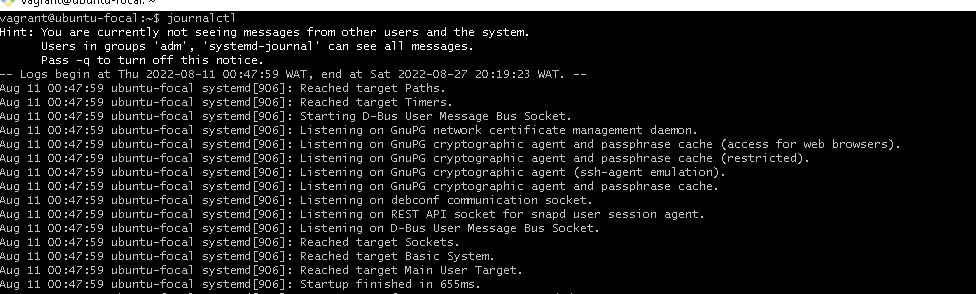 vagrant@ubuntu-focal: ~
vagrant@ubuntu-focal:~$ journalctl
Hint: You are currently not seeing messages from other users and the system.
      Users in groups 'adm', 'systemd-journal' can see all messages.
      Pass -q to turn off this notice.
-- Logs begin at Thu 2022-08-11 00:47:59 WAT, end at Sat 2022-08-27 20:19:23 WAT. --
Aug 11 00:47:59 ubuntu-focal systemd[906]: Reached target Paths.
Aug 11 00:47:59 ubuntu-focal systemd[906]: Reached target Timers.
Aug 11 00:47:59 ubuntu-focal systemd[906]: Starting D-Bus User Message Bus Socket.
Aug 11 00:47:59 ubuntu-focal systemd[906]: Listening on GnuPG network certificate management daemon.
Aug 11 00:47:59 ubuntu-focal systemd[906]: Listening on GnuPG cryptographic agent and passphrase cache (access for web browsers).
Aug 11 00:47:59 ubuntu-focal systemd[906]: Listening on GnuPG cryptographic agent and passphrase cache (restricted).
Aug 11 00:47:59 ubuntu-focal systemd[906]: Listening on GnuPG cryptographic agent (ssh-agent emulation).
Aug 11 00:47:59 ubuntu-focal systemd[906]: Listening on GnuPG cryptographic agent and passphrase cache.
Aug 11 00:47:59 ubuntu-focal systemd[906]: Listening on debconf communication socket.
Aug 11 00:47:59 ubuntu-focal systemd[906]: Listening on REST API socket for snapd user session agent.
Aug 11 00:47:59 ubuntu-focal systemd[906]: Listening on D-Bus User Message Bus Socket.
Aug 11 00:47:59 ubuntu-focal systemd[906]: Reached target Sockets.
Aug 11 00:47:59 ubuntu-focal systemd[906]: Reached target Basic System.
Aug 11 00:47:59 ubuntu-focal systemd[906]: Reached target Main User Target.
Aug 11 00:47:59 ubuntu-focal systemd[906]: Startup finished in 655ms.